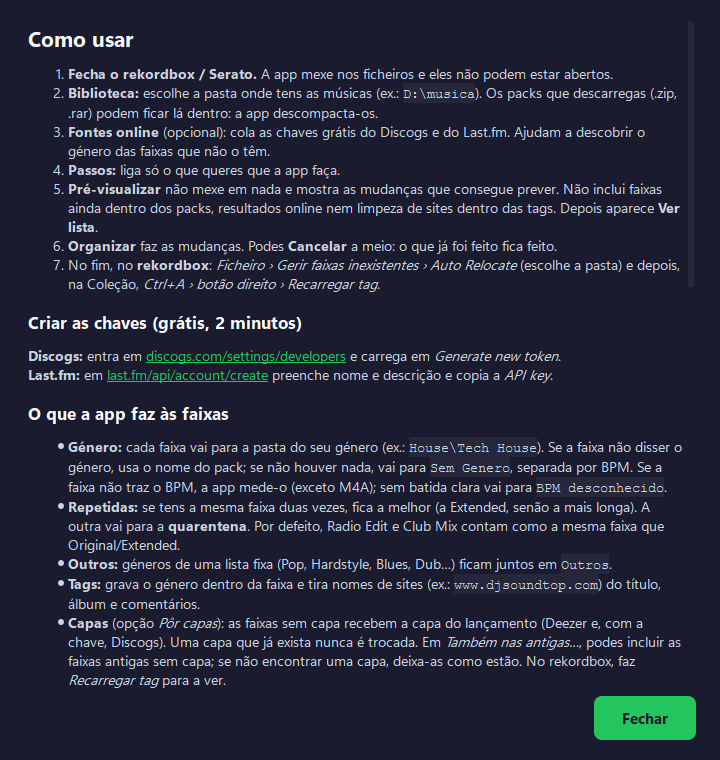 Como usar
1. Fecha o rekordbox / Serato. A app mexe nos ficheiros e eles não podem estar abertos.
2. Biblioteca: escolhe a pasta onde tens as músicas (ex.: D:\musica). Os packs que descarregas (.zip,
.rar) podem ficar lá dentro: a app descompacta-os.
3. Fontes online (opcional): cola as chaves grátis do Discogs e do Last.fm. Ajudam a descobrir o
género das faixas que não o têm.
4. Passos: liga só o que queres que a app faça.
5. Pré-visualizar não mexe em nada e mostra as mudanças que consegue prever. Não inclui faixas
ainda dentro dos packs, resultados online nem limpeza de sites dentro das tags. Depois aparece Ver
lista.
6. Organizar faz as mudanças. Podes Cancelar a meio: o que já foi feito fica feito.
7. No fim, no rekordbox: Ficheiro › Gerir faixas inexistentes › Auto Relocate (escolhe a pasta) e depois,
na Coleção, Ctrl+A › botão direito › Recarregar tag.
Criar as chaves (grátis, 2 minutos)
Discogs: entra em discogs.com/settings/developers e carrega em Generate new token.
Last.fm: em last.fm/api/account/create preenche nome e descrição e copia a API key.
O que a app faz às faixas
• Género: cada faixa vai para a pasta do seu género (ex.: House\Tech House). Se a faixa não disser o
género, usa o nome do pack; se não houver nada, vai para Sem Genero, separada por BPM. Se a
faixa não traz o BPM, a app mede-o (exceto M4A); sem batida clara vai para BPM desconhecido.
• Repetidas: se tens a mesma faixa duas vezes, fica a melhor (a Extended, senão a mais longa). A
outra vai para a quarentena. Por defeito, Radio Edit e Club Mix contam como a mesma faixa que
Original/Extended.
• Outros: géneros de uma lista fixa (Pop, Hardstyle, Blues, Dub…) ficam juntos em Outros.
• Tags: grava o género dentro da faixa e tira nomes de sites (ex.: www.djsoundtop.com) do título,
álbum e comentários.
• Capas (opção Pôr capas): as faixas sem capa recebem a capa do lançamento (Deezer e, com a
chave, Discogs). Uma capa que já exista nunca é trocada. Em Também nas antigas…, podes incluir as
faixas antigas sem capa; se não encontrar uma capa, deixa-as como estão. No rekordbox, faz
Recarregar tag para a ver.
Fechar